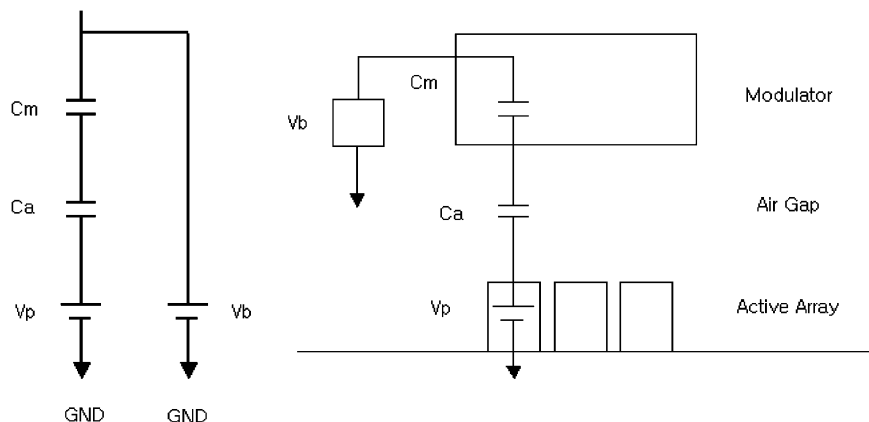 Cm
Ca
Vp
Vb
GND
GND
Cm
Vb
Ca
Vp
Modulator
Air Gap
Active Array